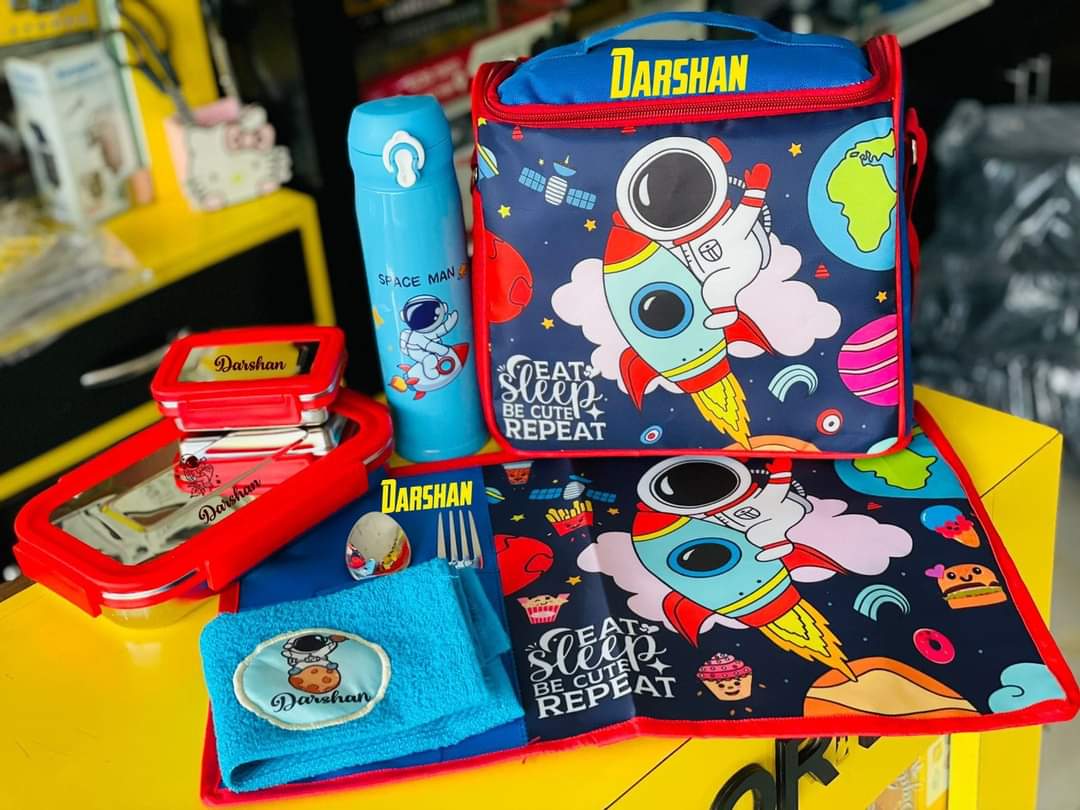 DARSHAN
SPACE MAN
EAT
Sleep
BE CUTE
REPEAT
Darshan
Darshan
DARSHAN
EAT
Sleep
BE CUTE
REPEAT
Darshan